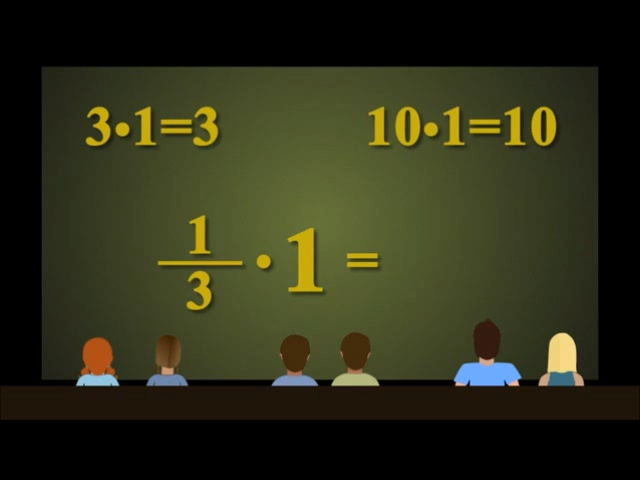 3•1=3
10•1=10
1/3 • 1 =